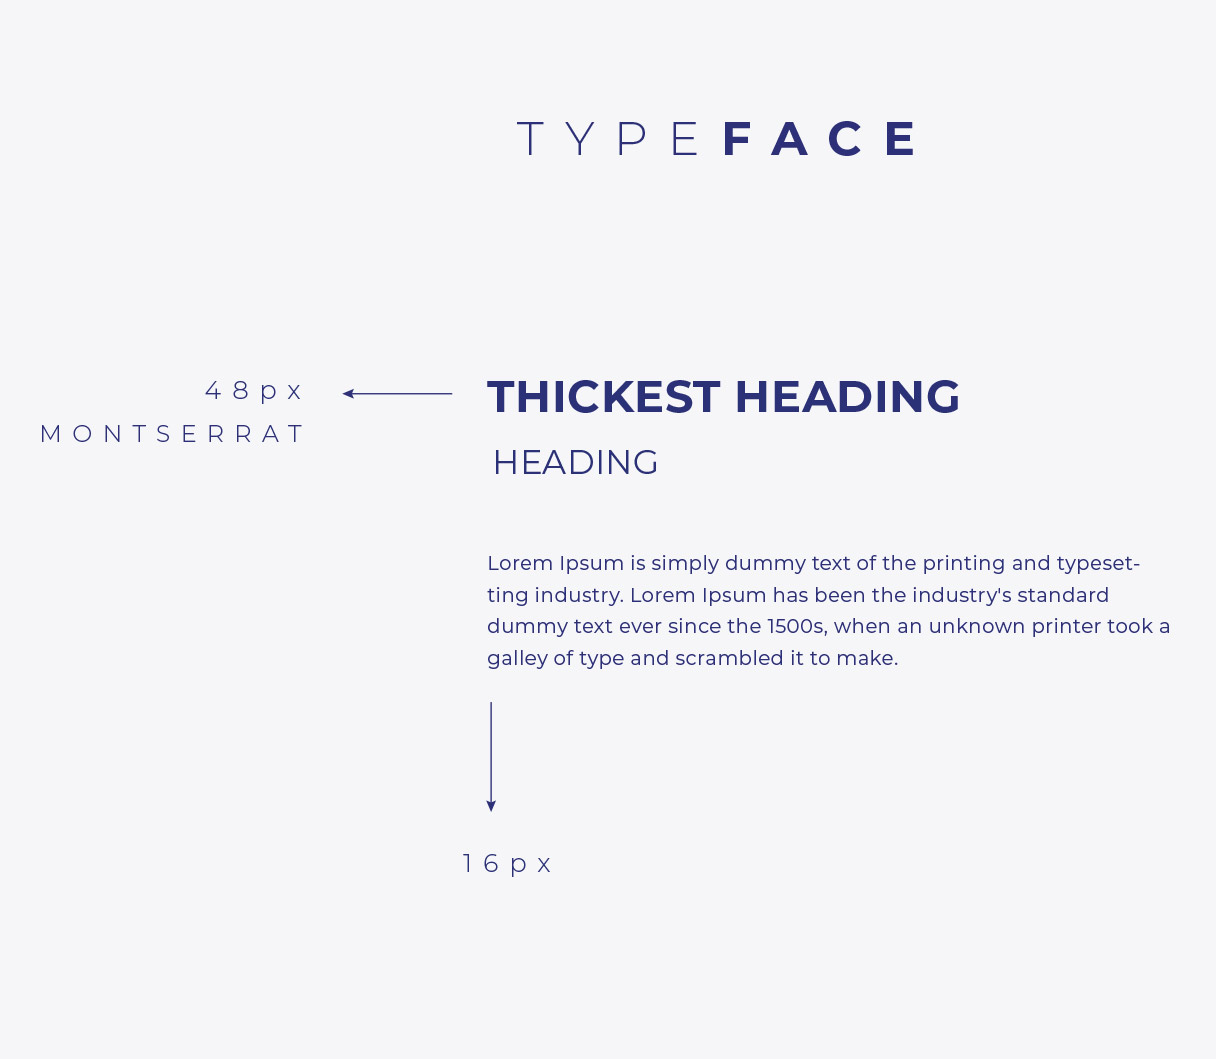 TYPEFACE
48px
MONTSERRAT
THICKEST HEADING
HEADING
Lorem Ipsum is simply dummy text of the printing and typeset-
ting industry. Lorem Ipsum has been the industry's standard
dummy text ever since the 1500s, when an unknown printer took a
galley of type and scrambled it to make.
16px